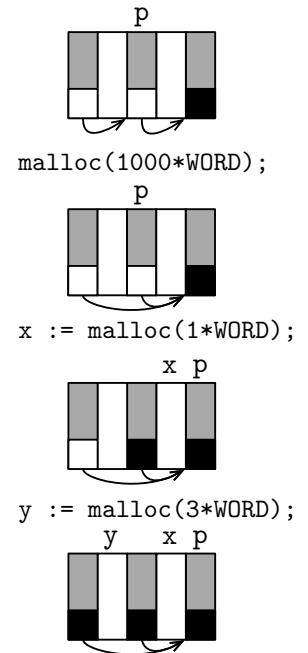 p
malloc(1000*WORD);
p
x := malloc(1*WORD);
x p
y := malloc(3*WORD);
y x p